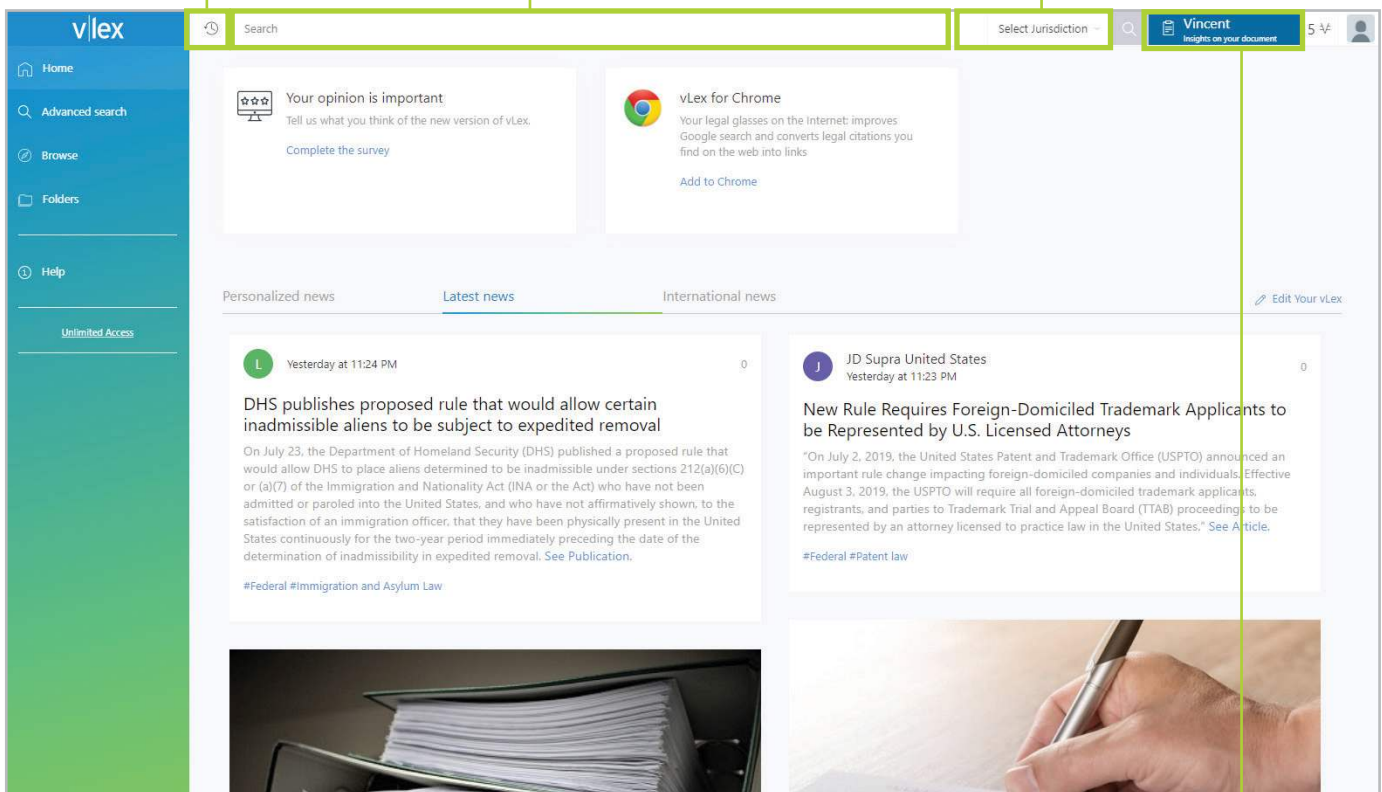 v|lex
Search
Select Jurisdiction
Vincent
Insights on your document
5
Home
Advanced search
Browse
Folders
Help
Unlimited Access
Your opinion is important
Tell us what you think of the new version of vLex.
Complete the survey
vLex for Chrome
Your legal glasses on the Internet: improves
Google search and converts legal citations you
find on the web into links
Add to Chrome
Personalized news
Latest news
International news
Edit Your vLex
L
Yesterday at 11:24 PM
0
DHS publishes proposed rule that would allow certain
inadmissible aliens to be subject to expedited removal
On July 23, the Department of Homeland Security (DHS) published a proposed rule that
would allow DHS to place aliens determined to be inadmissible under sections 212(a)(6)(C)
or (a)(7) of the Immigration and Nationality Act (INA or the Act) who have not been
admitted or paroled into the United States, and who have not affirmatively shown, to the
satisfaction of an immigration officer, that they have been physically present in the United
States continuously for the two-year period immediately preceding the date of the
determination of inadmissibility in expedited removal. See Publication.
#Federal #Immigration and Asylum Law
J
JD Supra United States
Yesterday at 11:23 PM
0
New Rule Requires Foreign-Domiciled Trademark Applicants to
be Represented by U.S. Licensed Attorneys
"On July 2, 2019, the United States Patent and Trademark Office (USPTO) announced an
important rule change impacting foreign-domiciled companies and individuals. Effective
August 3, 2019, the USPTO will require all foreign-domiciled trademark applicants,
registrants, and parties to Trademark Trial and Appeal Board (TTAB) proceedings to be
represented by an attorney licensed to practice law in the United States." See Article.
#Federal #Patent law